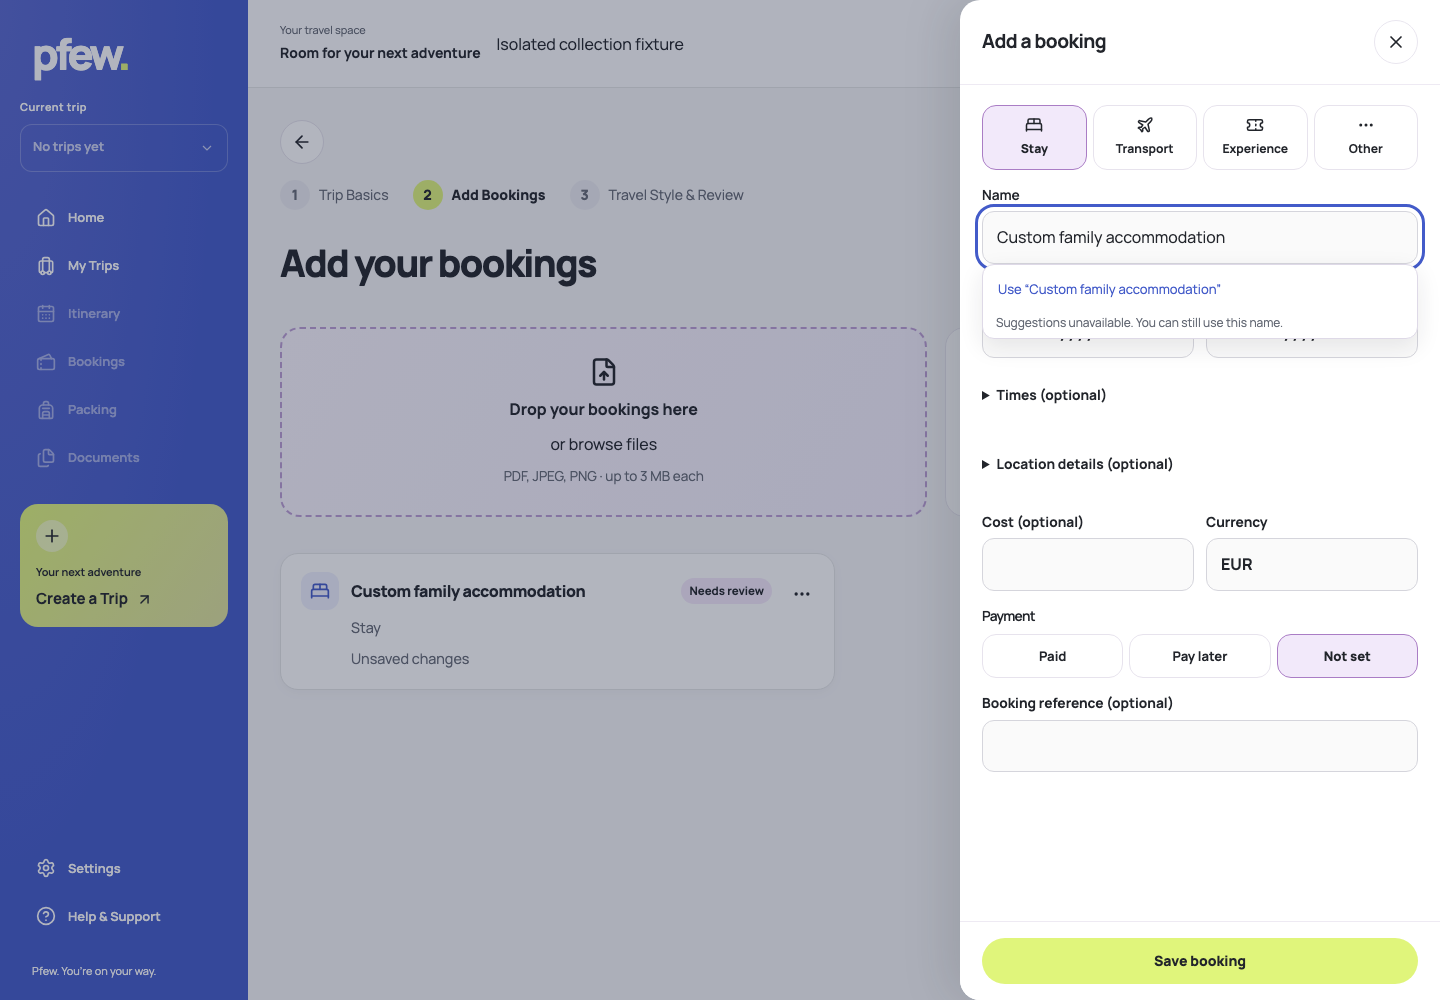 pfew.
Current trip
No trips yet
Home
My Trips
Itinerary
Bookings
Packing
Documents
Your next adventure
Create a Trip
Settings
Help & Support
Pfew. You're on your way.
Your travel space
Room for your next adventure
Isolated collection fixture
1 Trip Basics 2 Add Bookings 3 Travel Style & Review
Add your bookings
Drop your bookings here
or browse files
PDF, JPEG, PNG · up to 3 MB each
Custom family accommodation
Needs review
Stay
Unsaved changes
Add a booking
Stay Transport Experience Other
Name
Custom family accommodation
Use “Custom family accommodation”
Suggestions unavailable. You can still use this name.
Times (optional)
Location details (optional)
Cost (optional) Currency
EUR
Payment
Paid Pay later Not set
Booking reference (optional)
Save booking